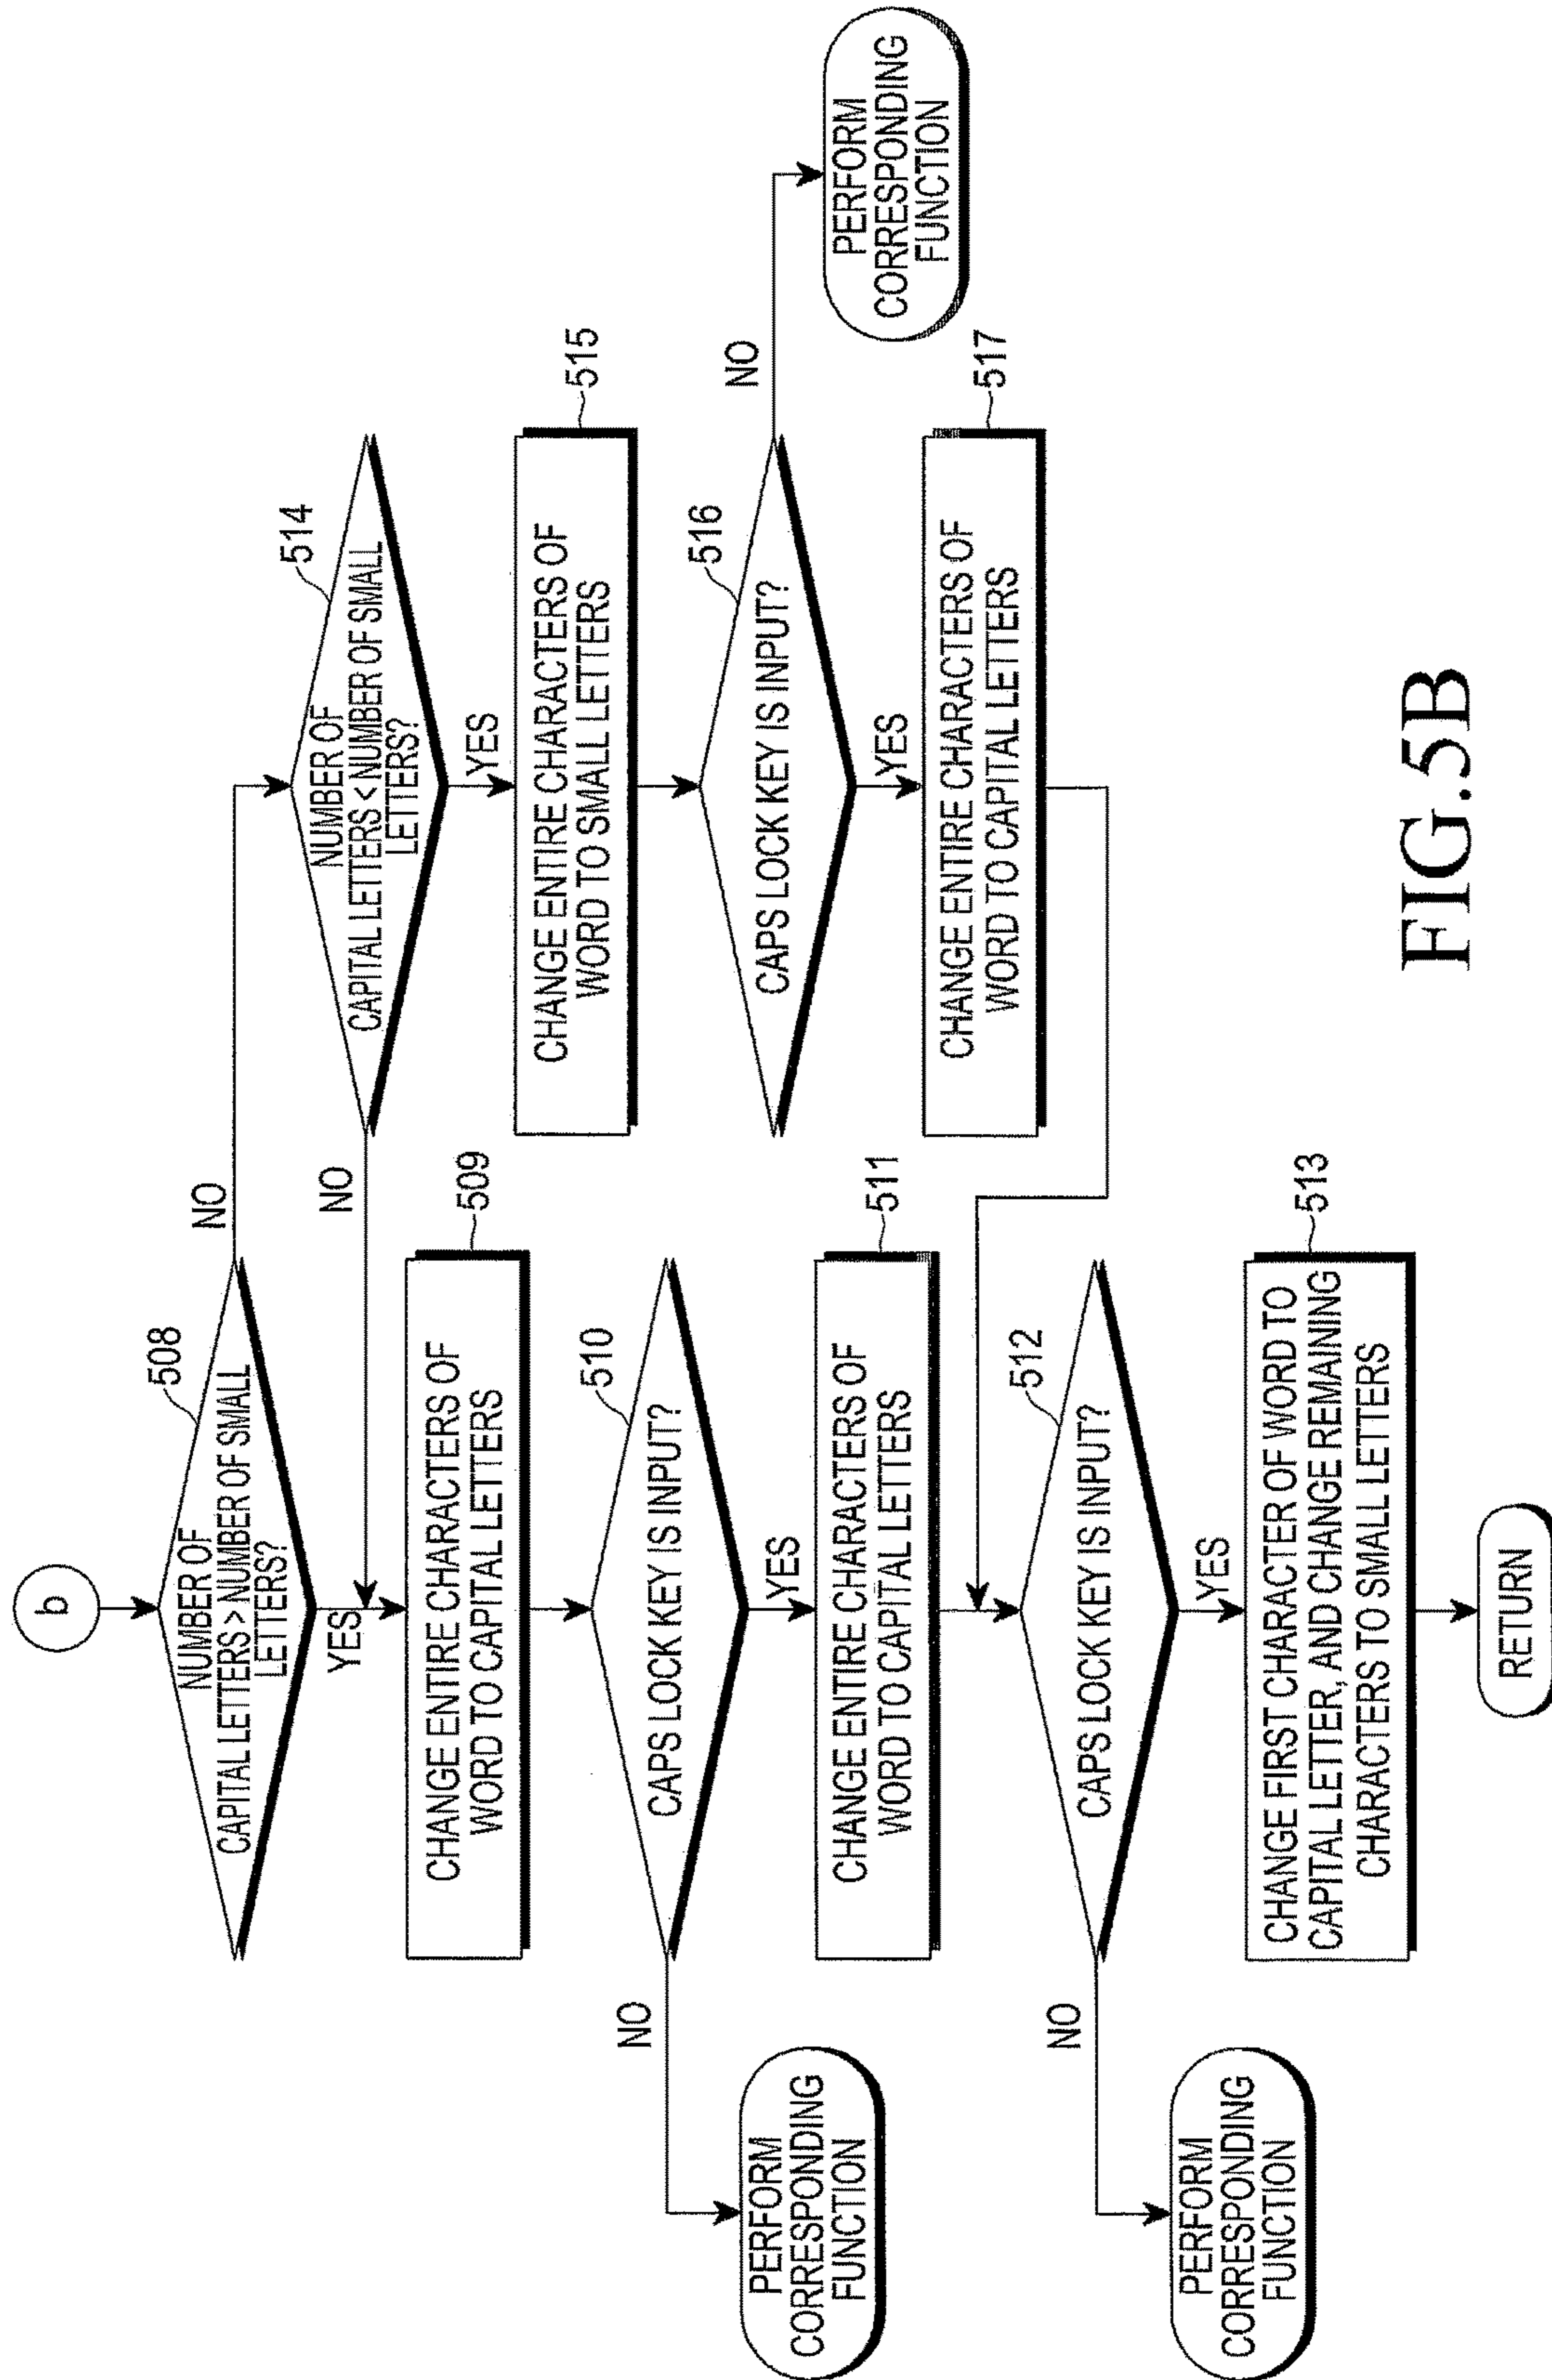 b
508
NUMBER OF
CAPITAL LETTERS > NUMBER OF SMALL
LETTERS?
NO
YES
514
NUMBER OF
CAPITAL LETTERS < NUMBER OF SMALL
LETTERS?
NO
YES
509
CHANGE ENTIRE CHARACTERS OF
WORD TO CAPITAL LETTERS
515
CHANGE ENTIRE CHARACTERS OF
WORD TO SMALL LETTERS
510
CAPS LOCK KEY IS INPUT?
NO
YES
PERFORM
CORRESPONDING
FUNCTION
516
CAPS LOCK KEY IS INPUT?
NO
YES
PERFORM
CORRESPONDING
FUNCTION
511
CHANGE ENTIRE CHARACTERS OF
WORD TO CAPITAL LETTERS
517
CHANGE ENTIRE CHARACTERS OF
WORD TO CAPITAL LETTERS
512
CAPS LOCK KEY IS INPUT?
NO
YES
PERFORM
CORRESPONDING
FUNCTION
513
CHANGE FIRST CHARACTER OF WORD TO
CAPITAL LETTER, AND CHANGE REMAINING
CHARACTERS TO SMALL LETTERS
RETURN
FIG.5B